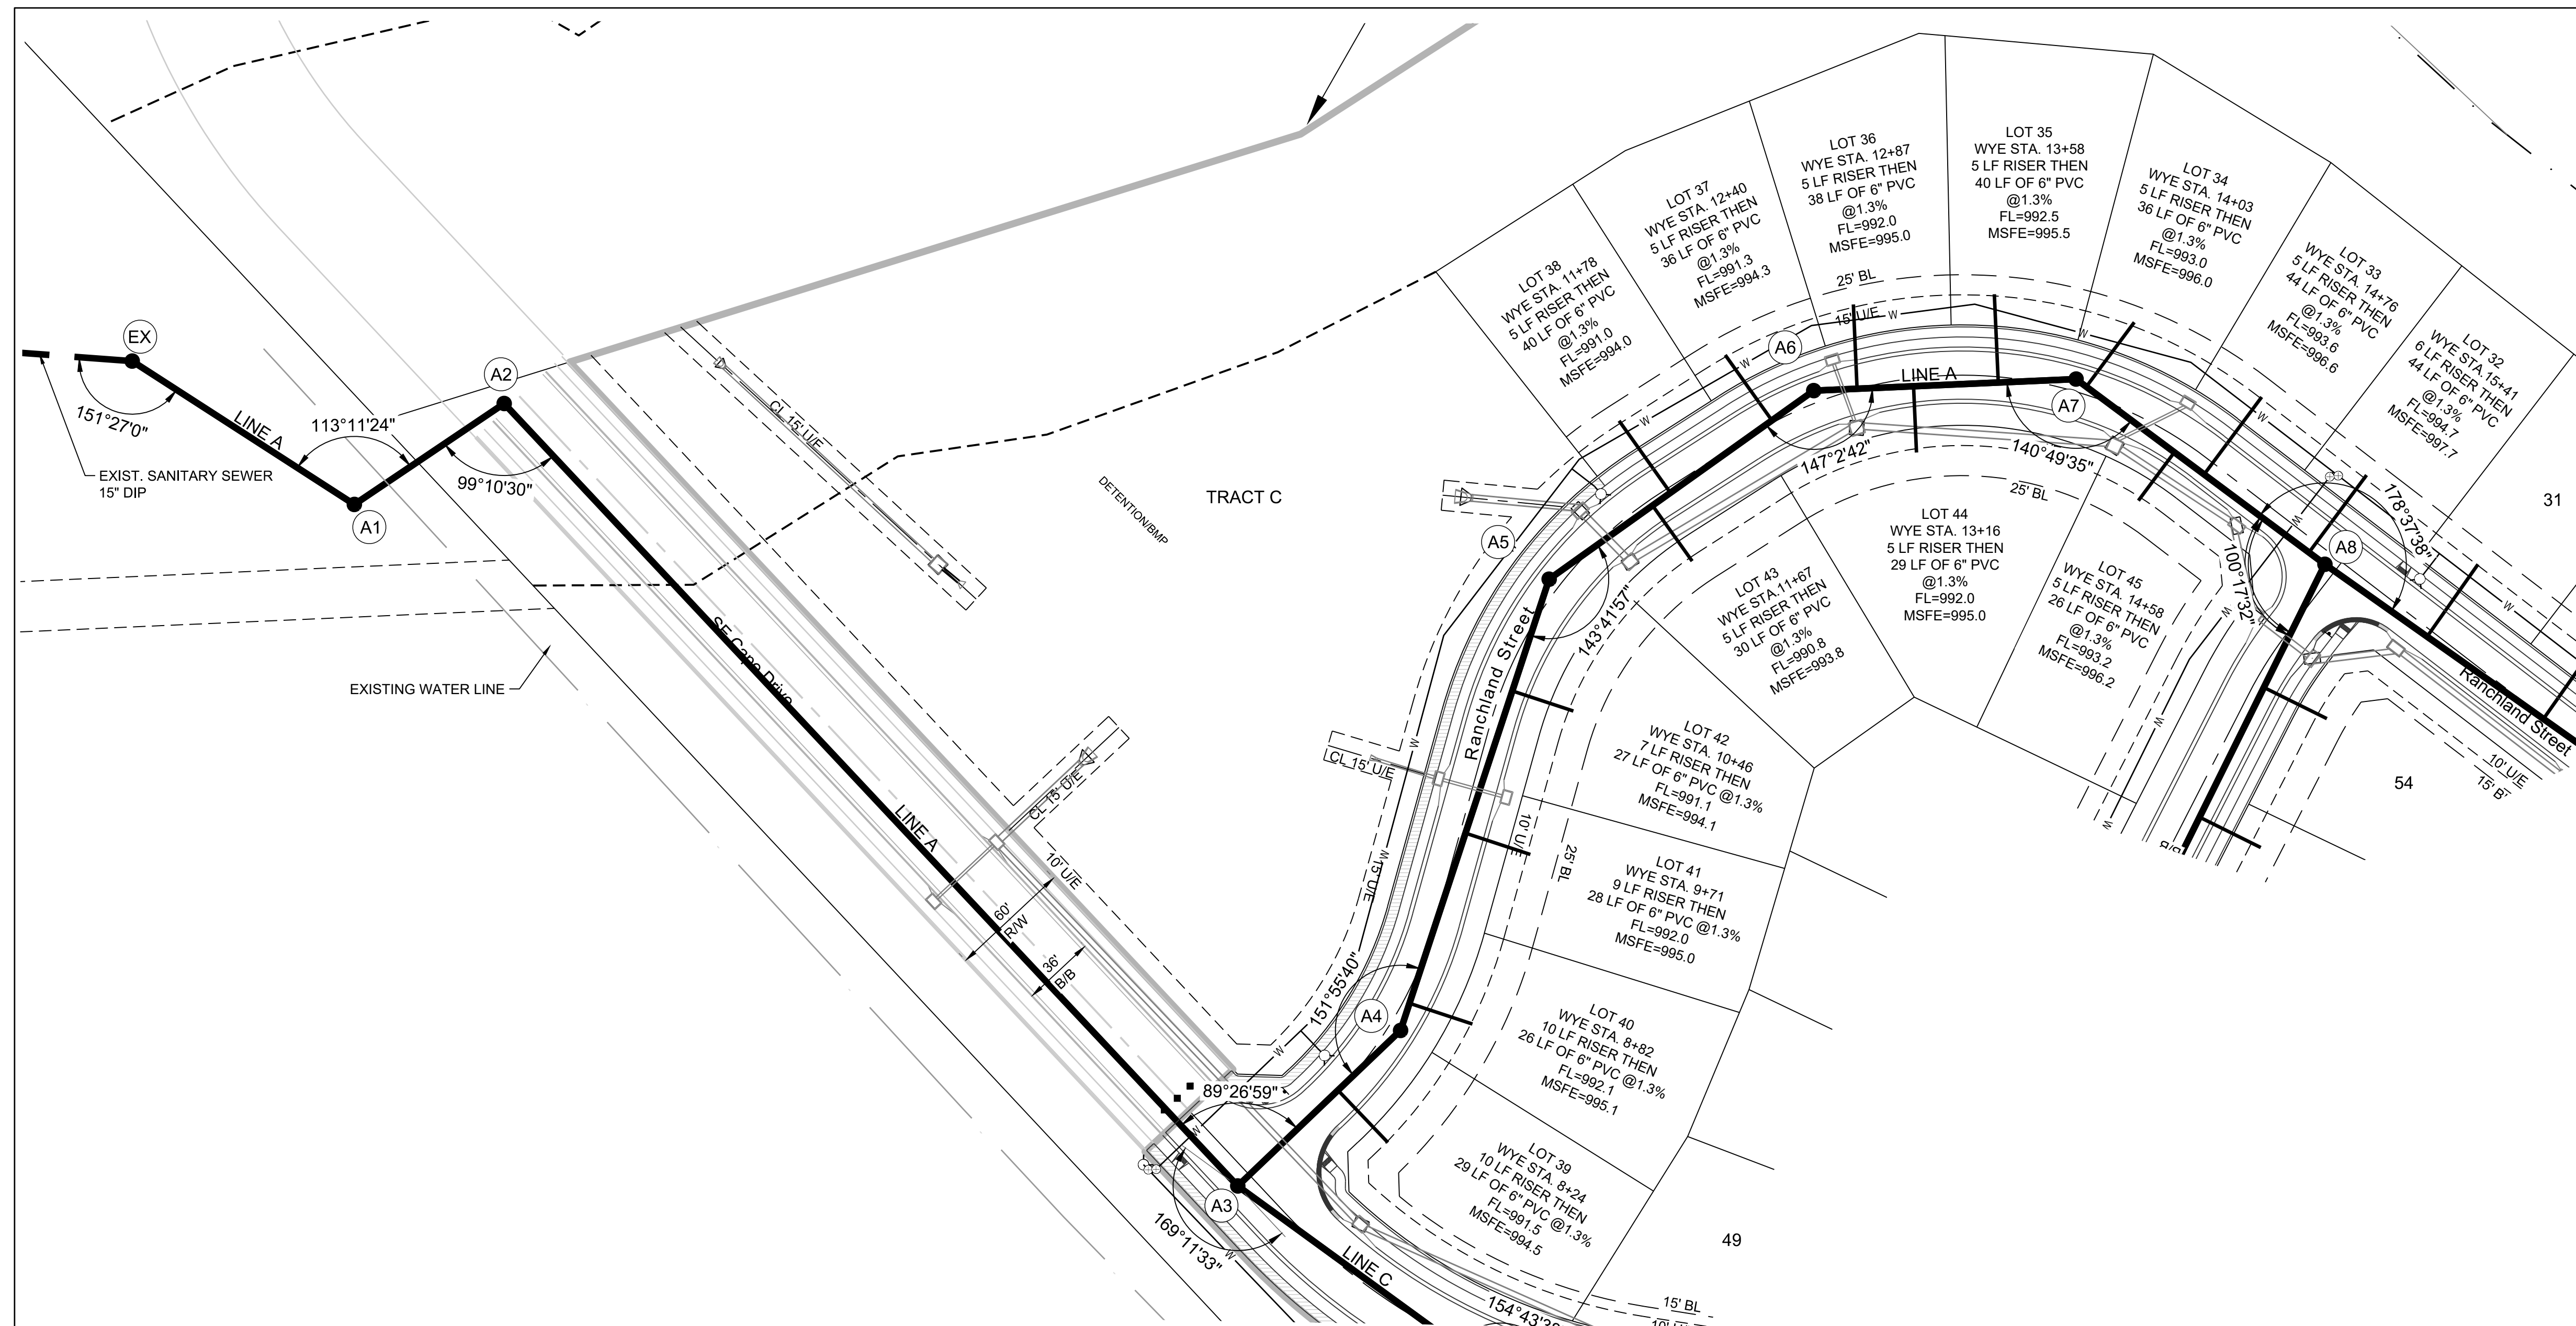 LOT 35
WYE STA. 13+58
5 LF RISER THEN
40 LF OF 6" PVC
@1.3%
FL=992.5
MSFE=995.5
LOT 36
WYE STA. 12+87
5 LF RISER THEN
38 LF OF 6" PVC
@1.3%
FL=992.0
MSFE=995.0
LOT 34
WYE STA. 14+03
5 LF RISER THEN
36 LF OF 6" PVC
@1.3%
FL=993.0
MSFE=996.0
LOT 37
WYE STA. 12+40
5 LF RISER THEN
36 LF OF 6" PVC
@1.3%
FL=991.3
MSFE=994.3
LOT 33
WYE STA. 14+76
5 LF RISER THEN
44 LF OF 6" PVC
@1.3%
FL=993.6
MSFE=996.6
LOT 38
WYE STA. 11+78
5 LF RISER THEN
40 LF OF 6" PVC
@1.3%
FL=991.0
MSFE=994.0
LOT 32
WYE STA. 15+41
6 LF RISER THEN
44 LF OF 6" PVC
@1.3%
FL=994.7
MSFE=997.7
25' BL
15' U/E
W
W
W
W
W
W
EX
A2
A6
LINE A
A7
151°27'0"
LINE A
113°11'24"
CL 15' U/E
99°10'30"
A1
EXIST. SANITARY SEWER
15" DIP
DETENTION/BMP
TRACT C
147°2'42"
140°49'35"
25' BL
178°37'38"
31
A5
A8
W
W
100°17'32"
LOT 44
WYE STA. 13+16
5 LF RISER THEN
29 LF OF 6" PVC
@1.3%
FL=992.0
MSFE=995.0
LOT 43
WYE STA.11+67
5 LF RISER THEN
30 LF OF 6" PVC
@1.3%
FL=990.8
MSFE=993.8
LOT 45
WYE STA. 14+58
5 LF RISER THEN
26 LF OF 6" PVC
@1.3%
FL=993.2
MSFE=996.2
143°41'57"
W
W
W
SE Cape Drive
EXISTING WATER LINE
Ranchland Street
Ranchland Street
W
CL 15' U/E
CL 15' U/E
LINE A
10' U/E
15' U/E
W
10' U/E
25' BL
10' U/E
54
B/B
LOT 42
WYE STA. 10+46
7 LF RISER THEN
27 LF OF 6" PVC @1.3%
FL=991.1
MSFE=994.1
LOT 41
WYE STA. 9+71
9 LF RISER THEN
28 LF OF 6" PVC @1.3%
FL=992.0
MSFE=995.0
60'
R/W
36'
B/B
151°55'40"
A4
LOT 40
WYE STA. 8+82
10 LF RISER THEN
26 LF OF 6" PVC @1.3%
FL=992.1
MSFE=995.1
W
89°26'59"
W
A3
169°11'33"
W
LOT 39
WYE STA. 8+24
10 LF RISER THEN
29 LF OF 6" PVC @1.3%
FL=991.5
MSFE=994.5
49
LINE C
15' BL